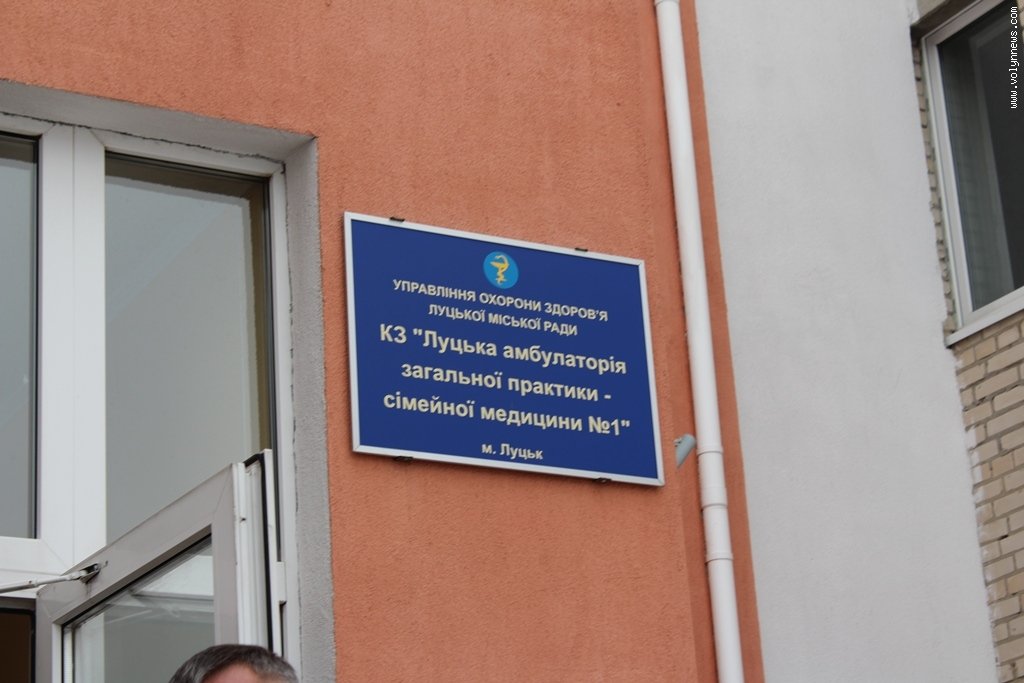 УПРАВЛІННЯ ОХОРОНИ ЗДОРОВ'Я
ЛУЦЬКОЇ МІСЬКОЇ РАДИ
КЗ "Луцька амбулаторія
загальної практики -
сімейної медицини №1"
м. Луцьк
www.volynnews.com